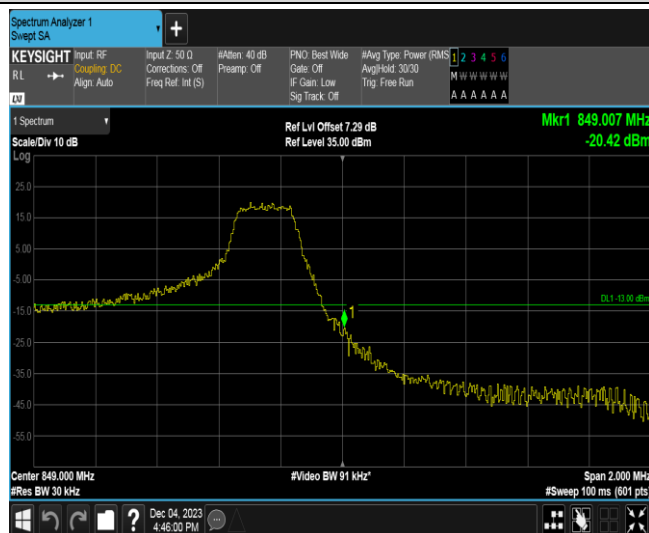 Spectrum Analyzer 1
Swept SA
+
KEYSIGHT
RL
LXI
Input: RF
Coupling: DC
Align: Auto
Input Z: 50 Ω
Corrections: Off
Freq Ref: Int (S)
#Atten: 40 dB
Preamp: Off
PNO: Best Wide
Gate: Off
IF Gain: Low
Sig Track: Off
#Avg Type: Power (RMS
Avg|Hold: 30/30
Trig: Free Run
1 2 3 4 5 6
M W W W W W
A A A A A A
1 Spectrum
Scale/Div 10 dB
Log
Ref Lvl Offset 7.29 dB
Ref Level 35.00 dBm
Mkr1 849.007 MHz
-20.42 dBm
25.0
15.0
5.00
-5.00
-15.0
-25.0
-35.0
-45.0
-55.0
DL1 -13.00 dBm
1
Center 849.000 MHz
#Video BW 91 kHz*
Span 2.000 MHz
#Res BW 30 kHz
#Sweep 100 ms (601 pts)
?
Dec 04, 2023
4:46:00 PM